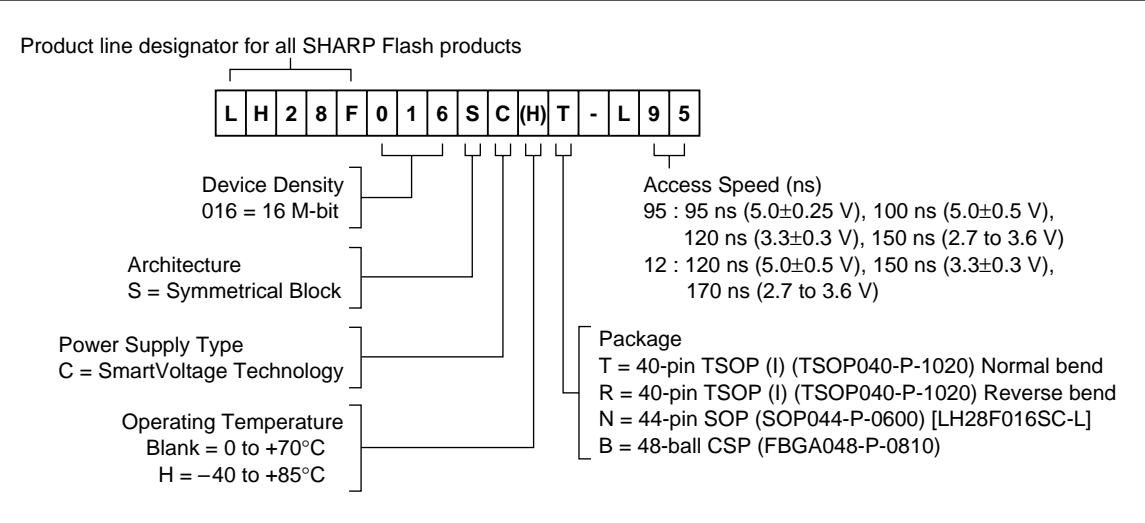 Product line designator for all SHARP Flash products
L H 2 8 F 0 1 6 S C (H) T - L 9 5
Device Density
016 = 16 M-bit
Architecture
S = Symmetrical Block
Power Supply Type
C = SmartVoltage Technology
Operating Temperature
Blank = 0 to +70°C
H = −40 to +85°C
Access Speed (ns)
95 : 95 ns (5.0±0.25 V), 100 ns (5.0±0.5 V),
120 ns (3.3±0.3 V), 150 ns (2.7 to 3.6 V)
12 : 120 ns (5.0±0.5 V), 150 ns (3.3±0.3 V),
170 ns (2.7 to 3.6 V)
Package
T = 40-pin TSOP (I) (TSOP040-P-1020) Normal bend
R = 40-pin TSOP (I) (TSOP040-P-1020) Reverse bend
N = 44-pin SOP (SOP044-P-0600) [LH28F016SC-L]
B = 48-ball CSP (FBGA048-P-0810)